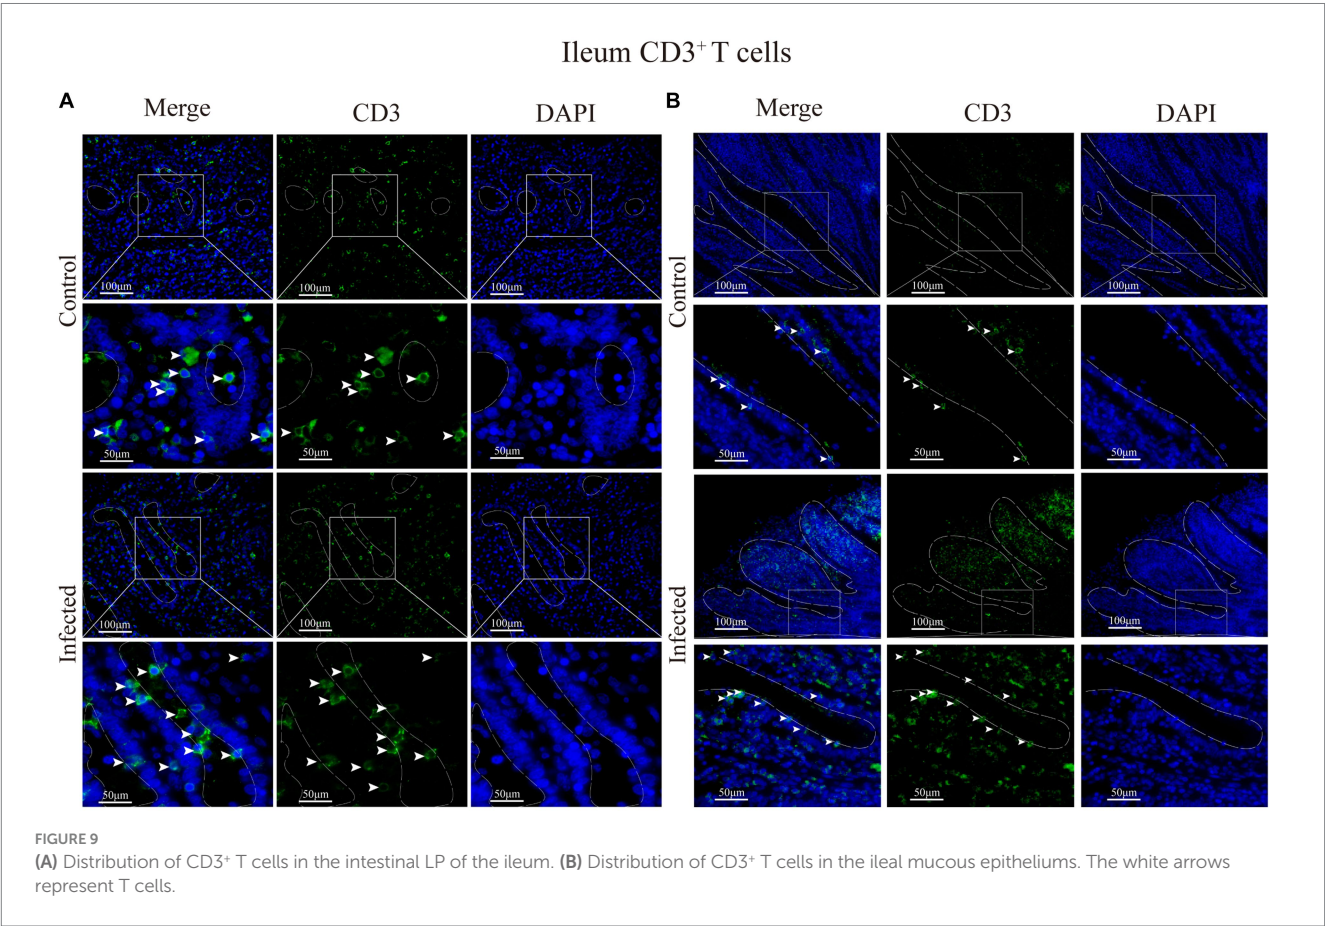 Ileum CD3⁺ T cells
A
Merge
CD3
DAPI
B
Merge
CD3
DAPI
Control
100μm
100μm
100μm
50μm
50μm
50μm
Infected
100μm
100μm
100μm
50μm
50μm
50μm
Control
100μm
100μm
100μm
50μm
50μm
50μm
Infected
100μm
100μm
100μm
50μm
50μm
50μm
FIGURE 9
(A) Distribution of CD3⁺ T cells in the intestinal LP of the ileum. (B) Distribution of CD3⁺ T cells in the ileal mucous epitheliums. The white arrows
represent T cells.